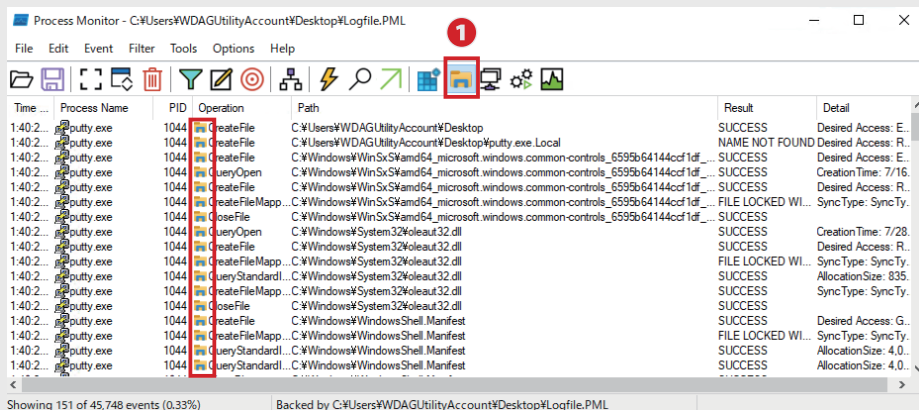 Process Monitor - C:¥Users¥WDAGUtilityAccount¥Desktop¥Logfile.PML
1
File Edit Event Filter Tools Options Help
Time ... Process Name PID Operation Path Result Detail
1:40:2... putty.exe 1044 CreateFile C:¥Users¥WDAGUtilityAccount¥Desktop SUCCESS Desired Access: E...
1:40:2... putty.exe 1044 CreateFile C:¥Users¥WDAGUtilityAccount¥Desktop¥putty.exe.Local NAME NOT FOUND Desired Access: R...
1:40:2... putty.exe 1044 CreateFile C:¥Windows¥WinSxS¥amd64_microsoft.windows.common-controls_6595b64144ccf1df_... SUCCESS Desired Access: E...
1:40:2... putty.exe 1044 QueryOpen C:¥Windows¥WinSxS¥amd64_microsoft.windows.common-controls_6595b64144ccf1df_... SUCCESS CreationTime: 7/16...
1:40:2... putty.exe 1044 CreateFile C:¥Windows¥WinSxS¥amd64_microsoft.windows.common-controls_6595b64144ccf1df_... SUCCESS Desired Access: R...
1:40:2... putty.exe 1044 CreateFileMapp... C:¥Windows¥WinSxS¥amd64_microsoft.windows.common-controls_6595b64144ccf1df_... FILE LOCKED WI... SyncType: SyncTy...
1:40:2... putty.exe 1044 CloseFile C:¥Windows¥WinSxS¥amd64_microsoft.windows.common-controls_6595b64144ccf1df_... SUCCESS
1:40:2... putty.exe 1044 QueryOpen C:¥Windows¥System32¥oleaut32.dll SUCCESS CreationTime: 7/28...
1:40:2... putty.exe 1044 CreateFile C:¥Windows¥System32¥oleaut32.dll SUCCESS Desired Access: R...
1:40:2... putty.exe 1044 CreateFileMapp... C:¥Windows¥System32¥oleaut32.dll FILE LOCKED WI... SyncType: SyncTy...
1:40:2... putty.exe 1044 QueryStandardI... C:¥Windows¥System32¥oleaut32.dll SUCCESS AllocationSize: 835...
1:40:2... putty.exe 1044 CreateFileMapp... C:¥Windows¥System32¥oleaut32.dll SUCCESS SyncType: SyncTy...
1:40:2... putty.exe 1044 CloseFile C:¥Windows¥System32¥oleaut32.dll SUCCESS
1:40:2... putty.exe 1044 CreateFile C:¥Windows¥WindowsShell.Manifest SUCCESS Desired Access: G...
1:40:2... putty.exe 1044 CreateFileMapp... C:¥Windows¥WindowsShell.Manifest FILE LOCKED WI... SyncType: SyncTy...
1:40:2... putty.exe 1044 QueryStandardI... C:¥Windows¥WindowsShell.Manifest SUCCESS AllocationSize: 4,0...
1:40:2... putty.exe 1044 QueryStandardI... C:¥Windows¥WindowsShell.Manifest SUCCESS AllocationSize: 4,0...
Showing 151 of 45,748 events (0.33%) Backed by C:¥Users¥WDAGUtilityAccount¥Desktop¥Logfile.PML